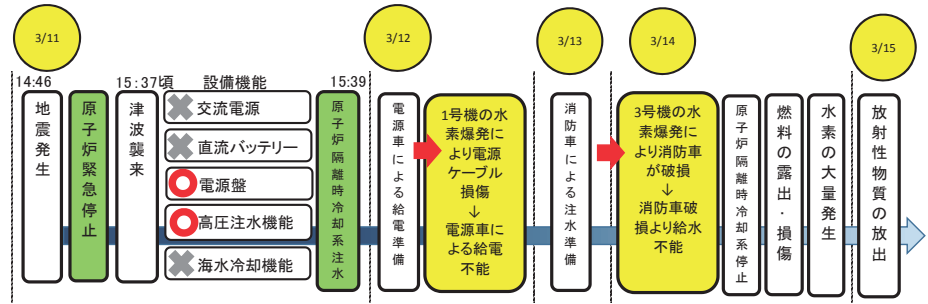 3/11
3/12
3/13
3/14
3/15
14:46
15:37頃
設備機能
15:39
地震発生
原子炉緊急停止
津波襲来
交流電源
直流バッテリー
電源盤
高圧注水機能
海水冷却機能
原子炉隔離時冷却系注水
電源車による給電準備
1号機の水
素爆発に
より電源
ケーブル
損傷
↓
電源車に
よる給電
不能
消防車による注水準備
3号機の水
素爆発に
より消防車
が破損
↓
消防車破
損より給水
不能
原子炉隔離時冷却系停止
燃料の露出・損傷
水素の大量発生
放射性物質の放出